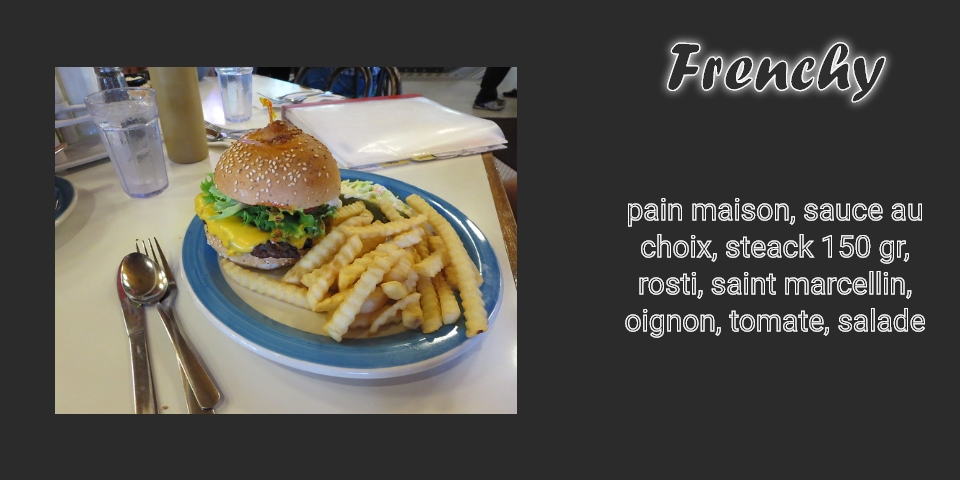 Frenchy
pain maison, sauce au
choix, steack 150 gr,
rosti, saint marcellin,
oignon, tomate, salade